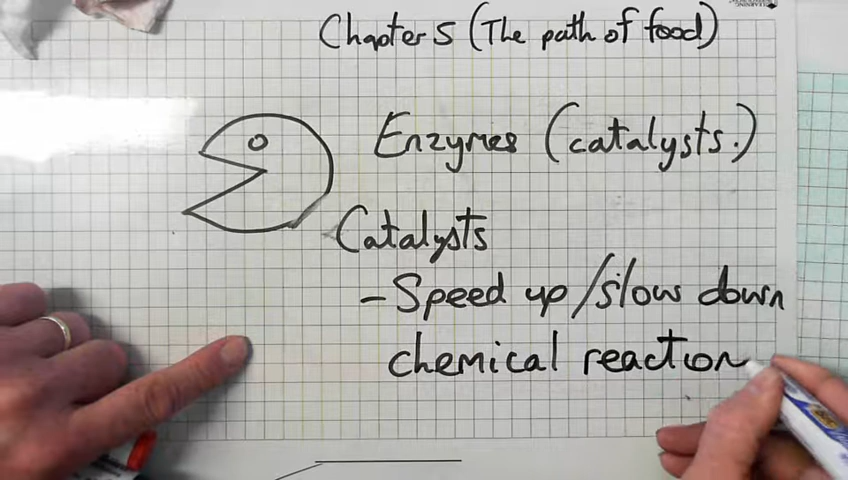 Chapter 5 (The path of food)
Enzymes (catalysts.)
Catalysts
- Speed up/slow down
chemical reaction